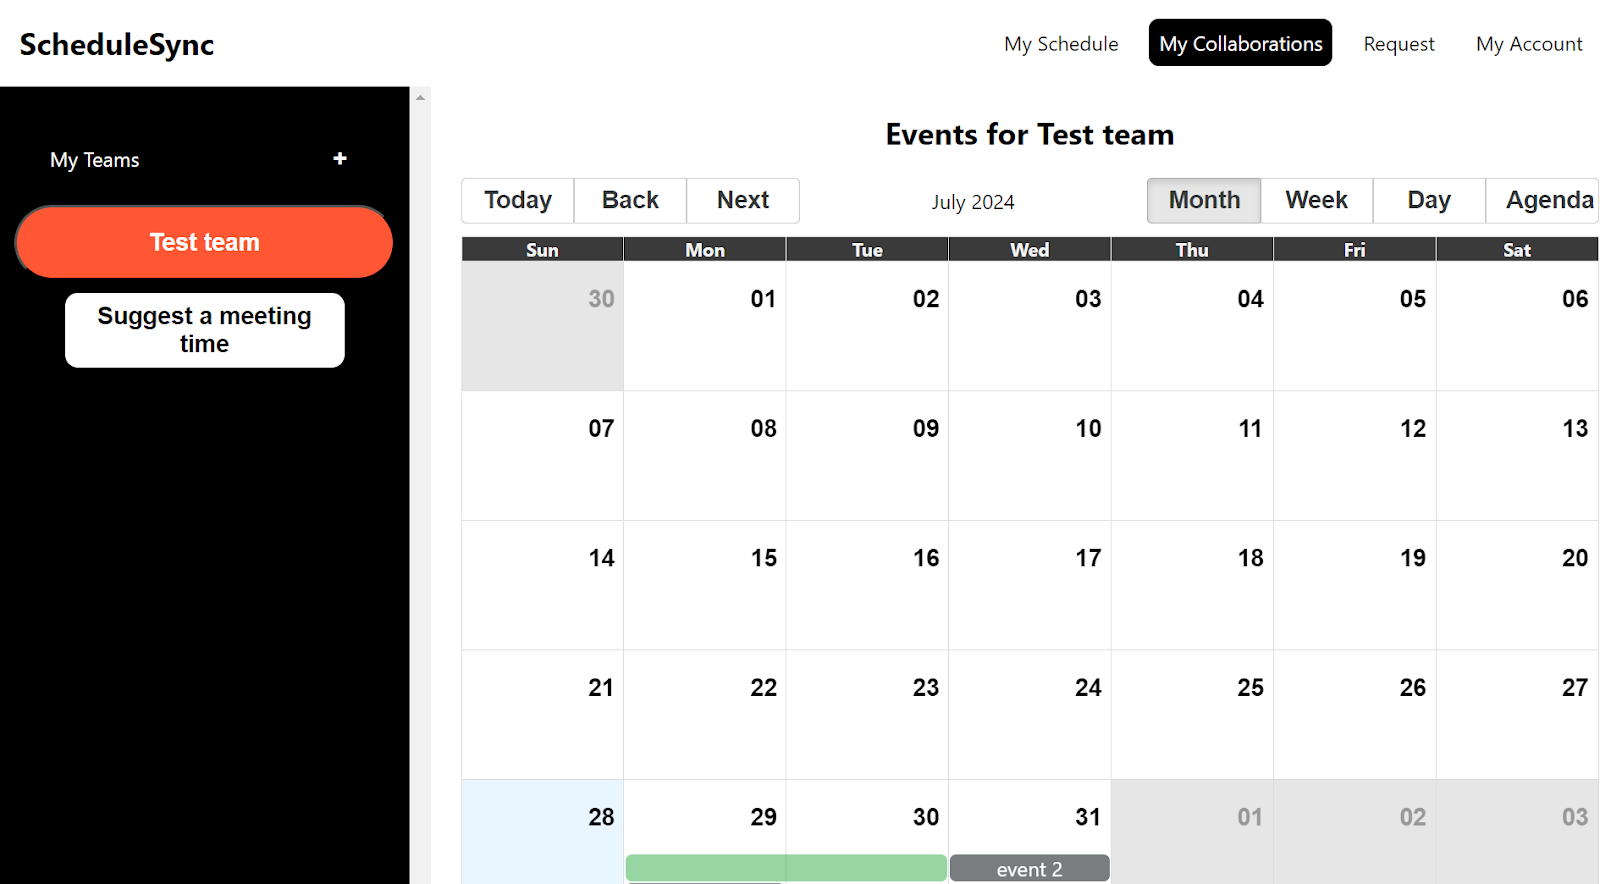 ScheduleSync
My Schedule
My Collaborations
Request
My Account
My Teams
+
Test team
Suggest a meeting
time
Events for Test team
Today Back Next
July 2024
Month Week Day Agenda
Sun Mon Tue Wed Thu Fri Sat
30 01 02 03 04 05 06
07 08 09 10 11 12 13
14 15 16 17 18 19 20
21 22 23 24 25 26 27
28 29 30 31 01 02 03
event 2